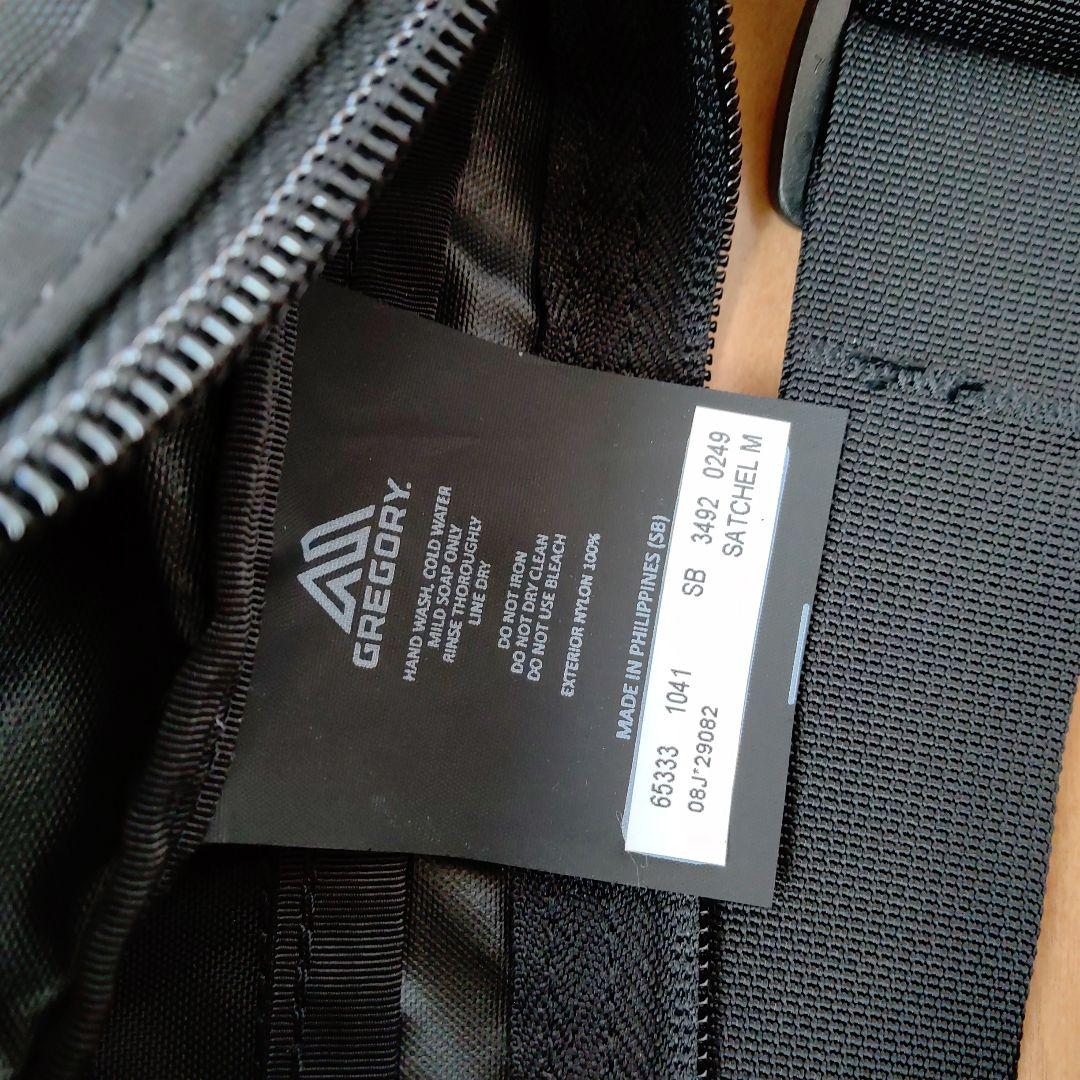 GREGORY.
HAND WASH, COLD WATER
MILD SOAP ONLY
RINSE THOROUGHLY
LINE DRY
DO NOT IRON
DO NOT DRY CLEAN
DO NOT USE BLEACH
EXTERIOR NYLON 100%
MADE IN PHILIPPINES (SB)
65333 1041 SB 3492 0249
08J*29082 SATCHEL M